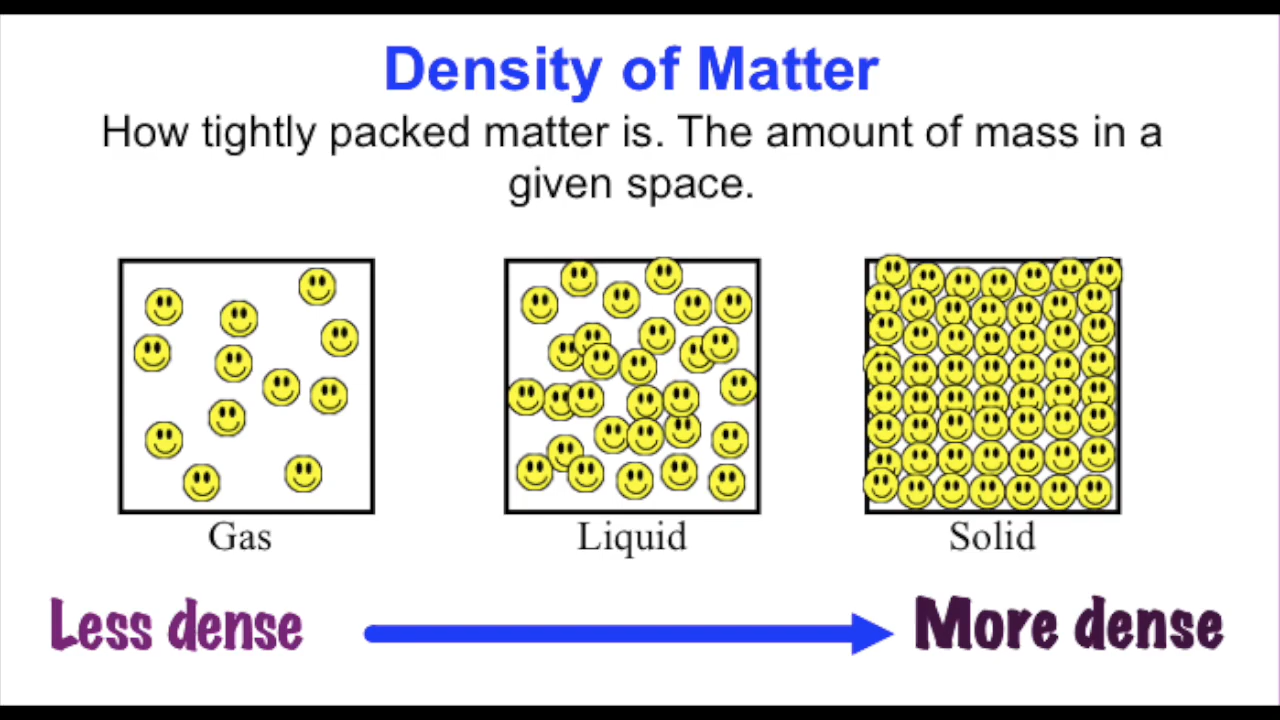 Density of Matter
How tightly packed matter is. The amount of mass in a
given space.
Gas
Liquid
Solid
Less dense
More dense